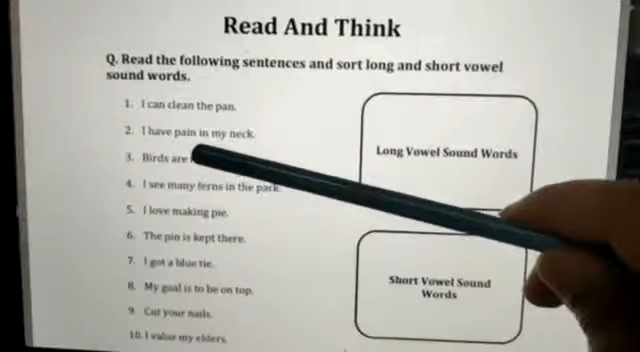 Read And Think
Q. Read the following sentences and sort long and short vowel
sound words.
1. I can clean the pan.
2. I have pain in my neck.
3. Birds are
4. I see many ferns in the park.
5. I love making pie.
6. The pin is kept there.
7. I got a blue tie.
8. My goal is to be on top.
9. Cut your nails.
10. I value my elders.
Long Vowel Sound Words
Short Vowel Sound
Words